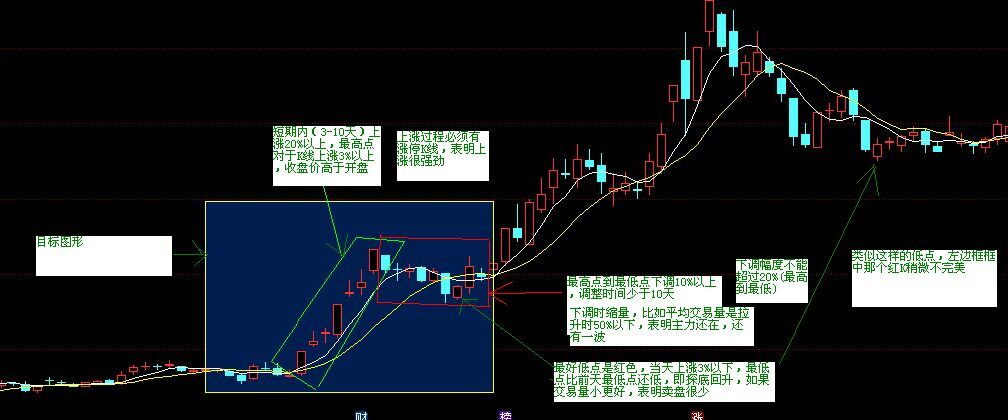 短期内（3-10天）上
涨20%以上，最高点
对于K线上涨3%以上
，收盘价高于开盘
上涨过程必须有
涨停K线，表明上
涨很强劲
目标图形
最高点到最低点下调10%以上
，调整时间少于10天
下调幅度不能
超过20%(最高
到最低)
类似这样的低点，左边框框
中那个红K稍微不完美
下调时缩量，比如平均交易量是拉
升时50%以下，表明主力还在，还
有一波
最好低点是红色，当天上涨3%以下，最低
点比前天最低点还低，即探底回升，如果
交易量小更好，表明卖盘很少
财
榜
涨